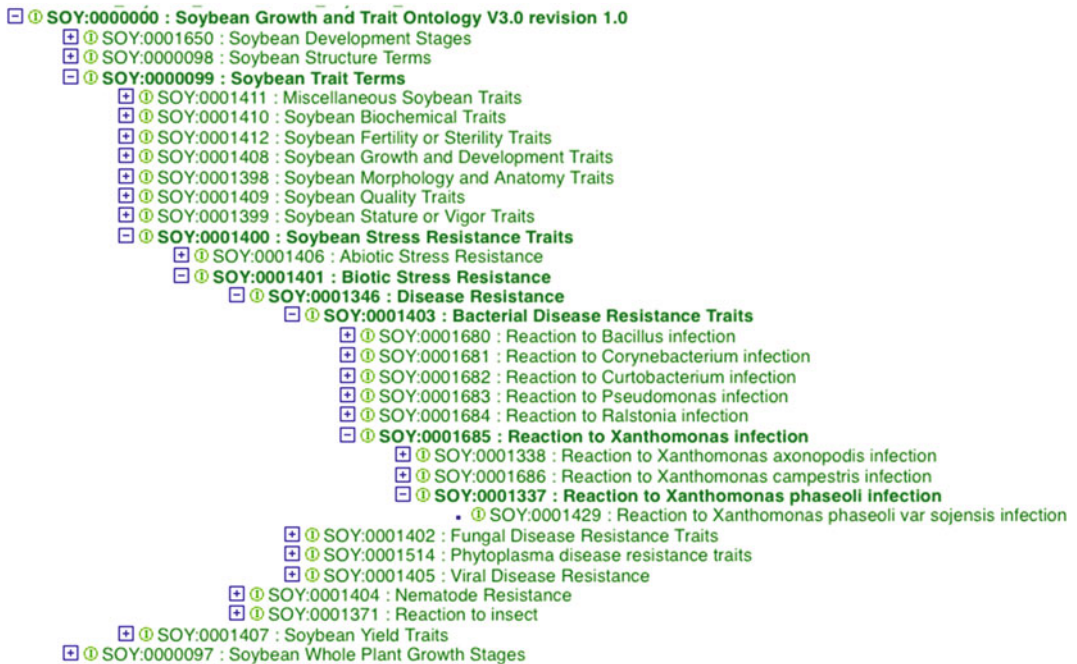 SOY:0000000 : Soybean Growth and Trait Ontology V3.0 revision 1.0
SOY:0001650 : Soybean Development Stages
SOY:0000098 : Soybean Structure Terms
SOY:0000099 : Soybean Trait Terms
SOY:0001411 : Miscellaneous Soybean Traits
SOY:0001410 : Soybean Biochemical Traits
SOY:0001412 : Soybean Fertility or Sterility Traits
SOY:0001408 : Soybean Growth and Development Traits
SOY:0001398 : Soybean Morphology and Anatomy Traits
SOY:0001409 : Soybean Quality Traits
SOY:0001399 : Soybean Stature or Vigor Traits
SOY:0001400 : Soybean Stress Resistance Traits
SOY:0001406 : Abiotic Stress Resistance
SOY:0001401 : Biotic Stress Resistance
SOY:0001346 : Disease Resistance
SOY:0001403 : Bacterial Disease Resistance Traits
SOY:0001680 : Reaction to Bacillus infection
SOY:0001681 : Reaction to Corynebacterium infection
SOY:0001682 : Reaction to Curtobacterium infection
SOY:0001683 : Reaction to Pseudomonas infection
SOY:0001684 : Reaction to Ralstonia infection
SOY:0001685 : Reaction to Xanthomonas infection
SOY:0001338 : Reaction to Xanthomonas axonopodis infection
SOY:0001686 : Reaction to Xanthomonas campestris infection
SOY:0001337 : Reaction to Xanthomonas phaseoli infection
SOY:0001429 : Reaction to Xanthomonas phaseoli var sojensis infection
SOY:0001402 : Fungal Disease Resistance Traits
SOY:0001514 : Phytoplasma disease resistance traits
SOY:0001405 : Viral Disease Resistance
SOY:0001404 : Nematode Resistance
SOY:0001371 : Reaction to insect
SOY:0001407 : Soybean Yield Traits
SOY:0000097 : Soybean Whole Plant Growth Stages